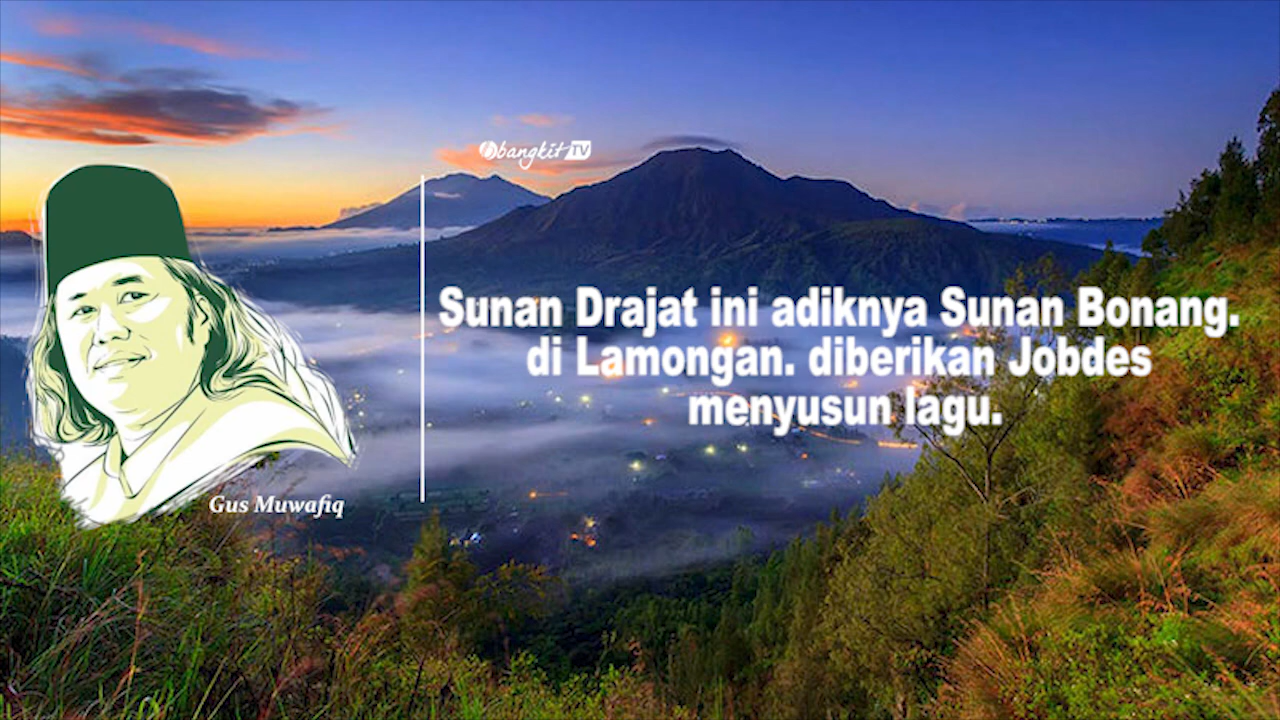 bangkit TV
Sunan Drajat ini adiknya Sunan Bonang.
di Lamongan. diberikan Jobdes
menyusun lagu.
Gus Muwafiq